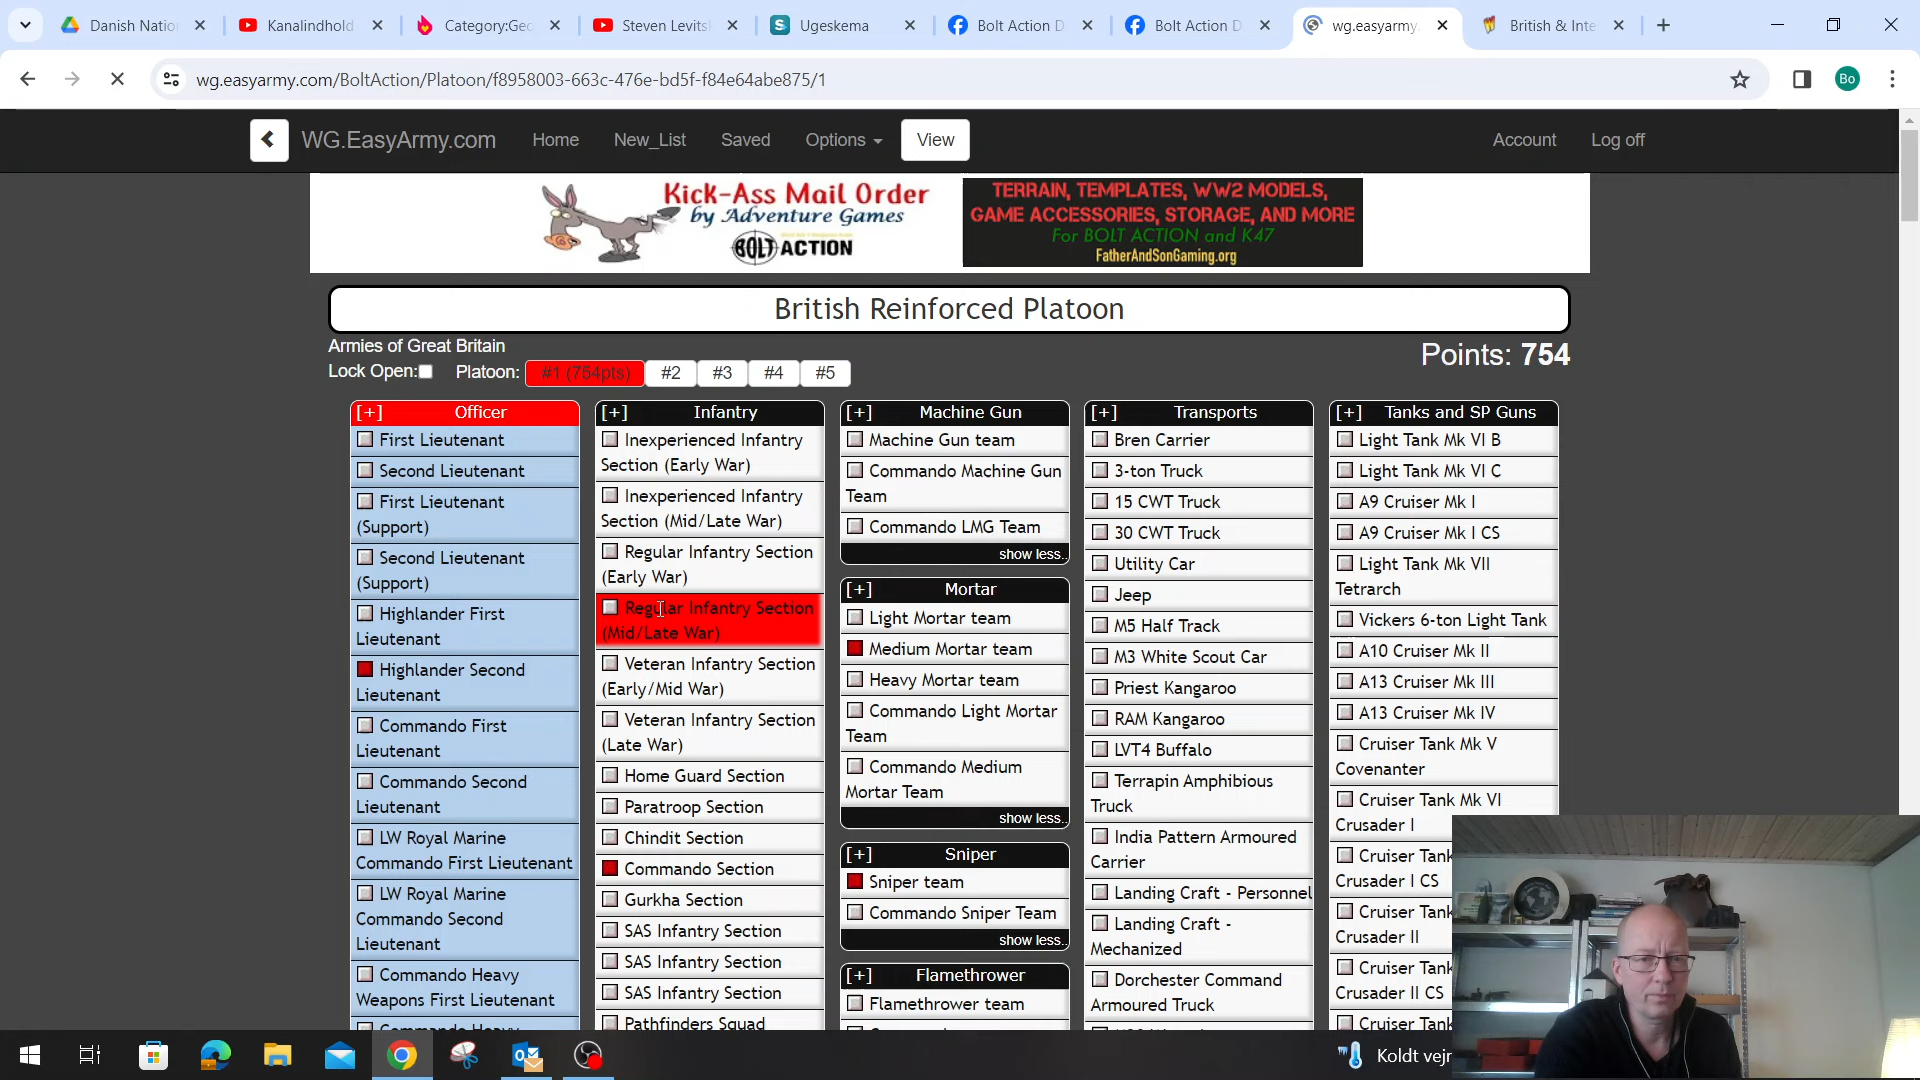 Danish Natio
Kanalindhold
Category:Geo
Steven Levits
Ugeskema
Bolt Action D
Bolt Action D
wg.easyarmy.
British & Inte
wg.easyarmy.com/BoltAction/Platoon/f8958003-663c-476e-bd5f-f84e64abe875/1
Bo
WG.EasyArmy.com Home New_List Saved Options View Account Log off
Kick-Ass Mail Order
by Adventure Games
BOLT ACTION
TERRAIN, TEMPLATES, WW2 MODELS,
GAME ACCESSORIES, STORAGE, AND MORE
For BOLT ACTION and K47
FatherAndSonGaming.org
British Reinforced Platoon
Armies of Great Britain
Points: 754
Lock Open: Platoon: #1 (754pts) #2 #3 #4 #5
[+] Officer
First Lieutenant
Second Lieutenant
First Lieutenant
(Support)
Second Lieutenant
(Support)
Highlander First
Lieutenant
Highlander Second
Lieutenant
Commando First
Lieutenant
Commando Second
Lieutenant
LW Royal Marine
Commando First Lieutenant
LW Royal Marine
Commando Second
Lieutenant
Commando Heavy
Weapons First Lieutenant
Commando Heavy
[+] Infantry
Inexperienced Infantry
Section (Early War)
Inexperienced Infantry
Section (Mid/Late War)
Regular Infantry Section
(Early War)
Regular Infantry Section
(Mid/Late War)
Veteran Infantry Section
(Early/Mid War)
Veteran Infantry Section
(Late War)
Home Guard Section
Paratroop Section
Chindit Section
Commando Section
Gurkha Section
SAS Infantry Section
SAS Infantry Section
SAS Infantry Section
Pathfinders Squad
[+] Machine Gun
Machine Gun team
Commando Machine Gun
Team
Commando LMG Team
show less..
[+] Mortar
Light Mortar team
Medium Mortar team
Heavy Mortar team
Commando Light Mortar
Team
Commando Medium
Mortar Team
show less..
[+] Sniper
Sniper team
Commando Sniper Team
show less..
[+] Flamethrower
Flamethrower team
[+] Transports
Bren Carrier
3-ton Truck
15 CWT Truck
30 CWT Truck
Utility Car
Jeep
M5 Half Track
M3 White Scout Car
Priest Kangaroo
RAM Kangaroo
LVT4 Buffalo
Terrapin Amphibious
Truck
India Pattern Armoured
Carrier
Landing Craft - Personnel
Landing Craft -
Mechanized
Dorchester Command
Armoured Truck
[+] Tanks and SP Guns
Light Tank Mk VI B
Light Tank Mk VI C
A9 Cruiser Mk I
A9 Cruiser Mk I CS
Light Tank Mk VII
Tetrarch
Vickers 6-ton Light Tank
A10 Cruiser Mk II
A13 Cruiser Mk III
A13 Cruiser Mk IV
Cruiser Tank Mk V
Covenanter
Cruiser Tank Mk VI
Crusader I
Cruiser Tank
Crusader I CS
Cruiser Tank
Crusader II
Cruiser Tank
Crusader II CS
Cruiser Tank
Koldt vejr